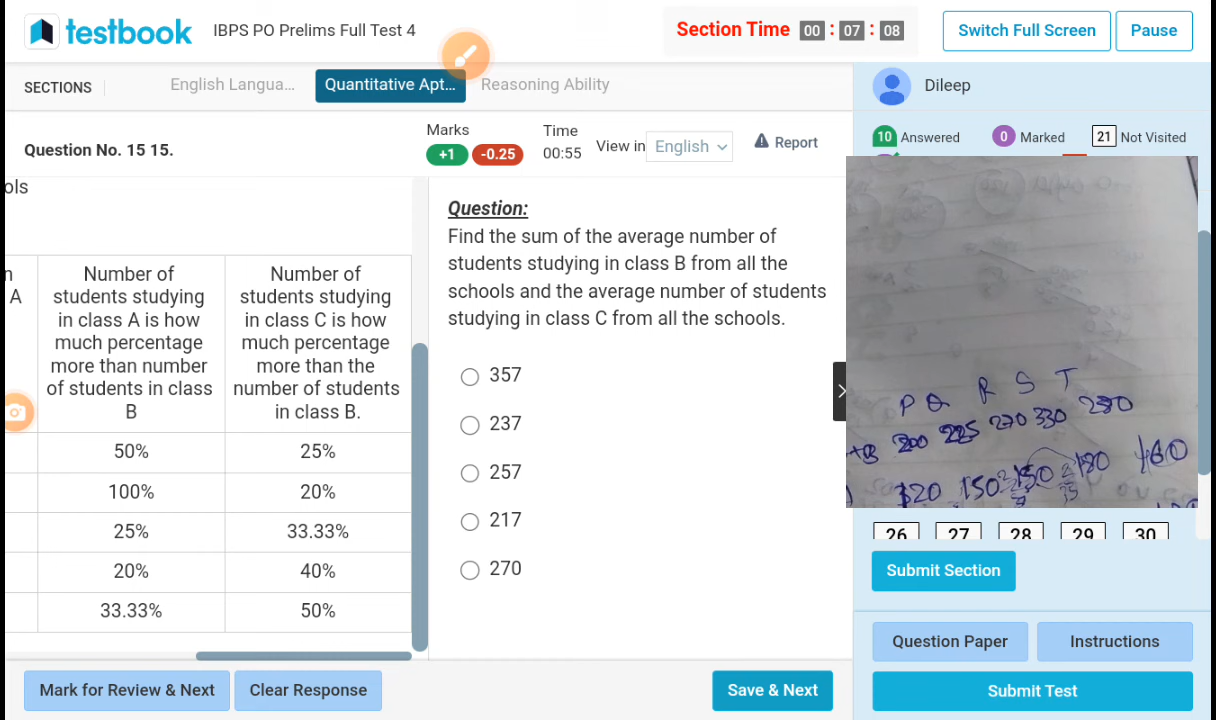 testbook IBPS PO Prelims Full Test 4 Section Time 00 : 07 : 08 Switch Full Screen Pause
SECTIONS English Langua... Quantitative Apt... Reasoning Ability Dileep
10 Answered 0 Marked 21 Not Visited
Question No. 15 15. Marks +1 -0.25 Time 00:55 View in English Report
ols
n
A
Number of
students studying
in class A is how
much percentage
more than number
of students in class
B
Number of
students studying
in class C is how
much percentage
more than the
number of students
in class B.
50% 25%
100% 20%
25% 33.33%
20% 40%
33.33% 50%
Question:
Find the sum of the average number of
students studying in class B from all the
schools and the average number of students
studying in class C from all the schools.
357
237
257
217
270
P Q R S T
+B 200 225 270 330 280
120 150 150 180 160
26 27 28 29 30
Submit Section
Question Paper Instructions
Mark for Review & Next Clear Response Save & Next Submit Test